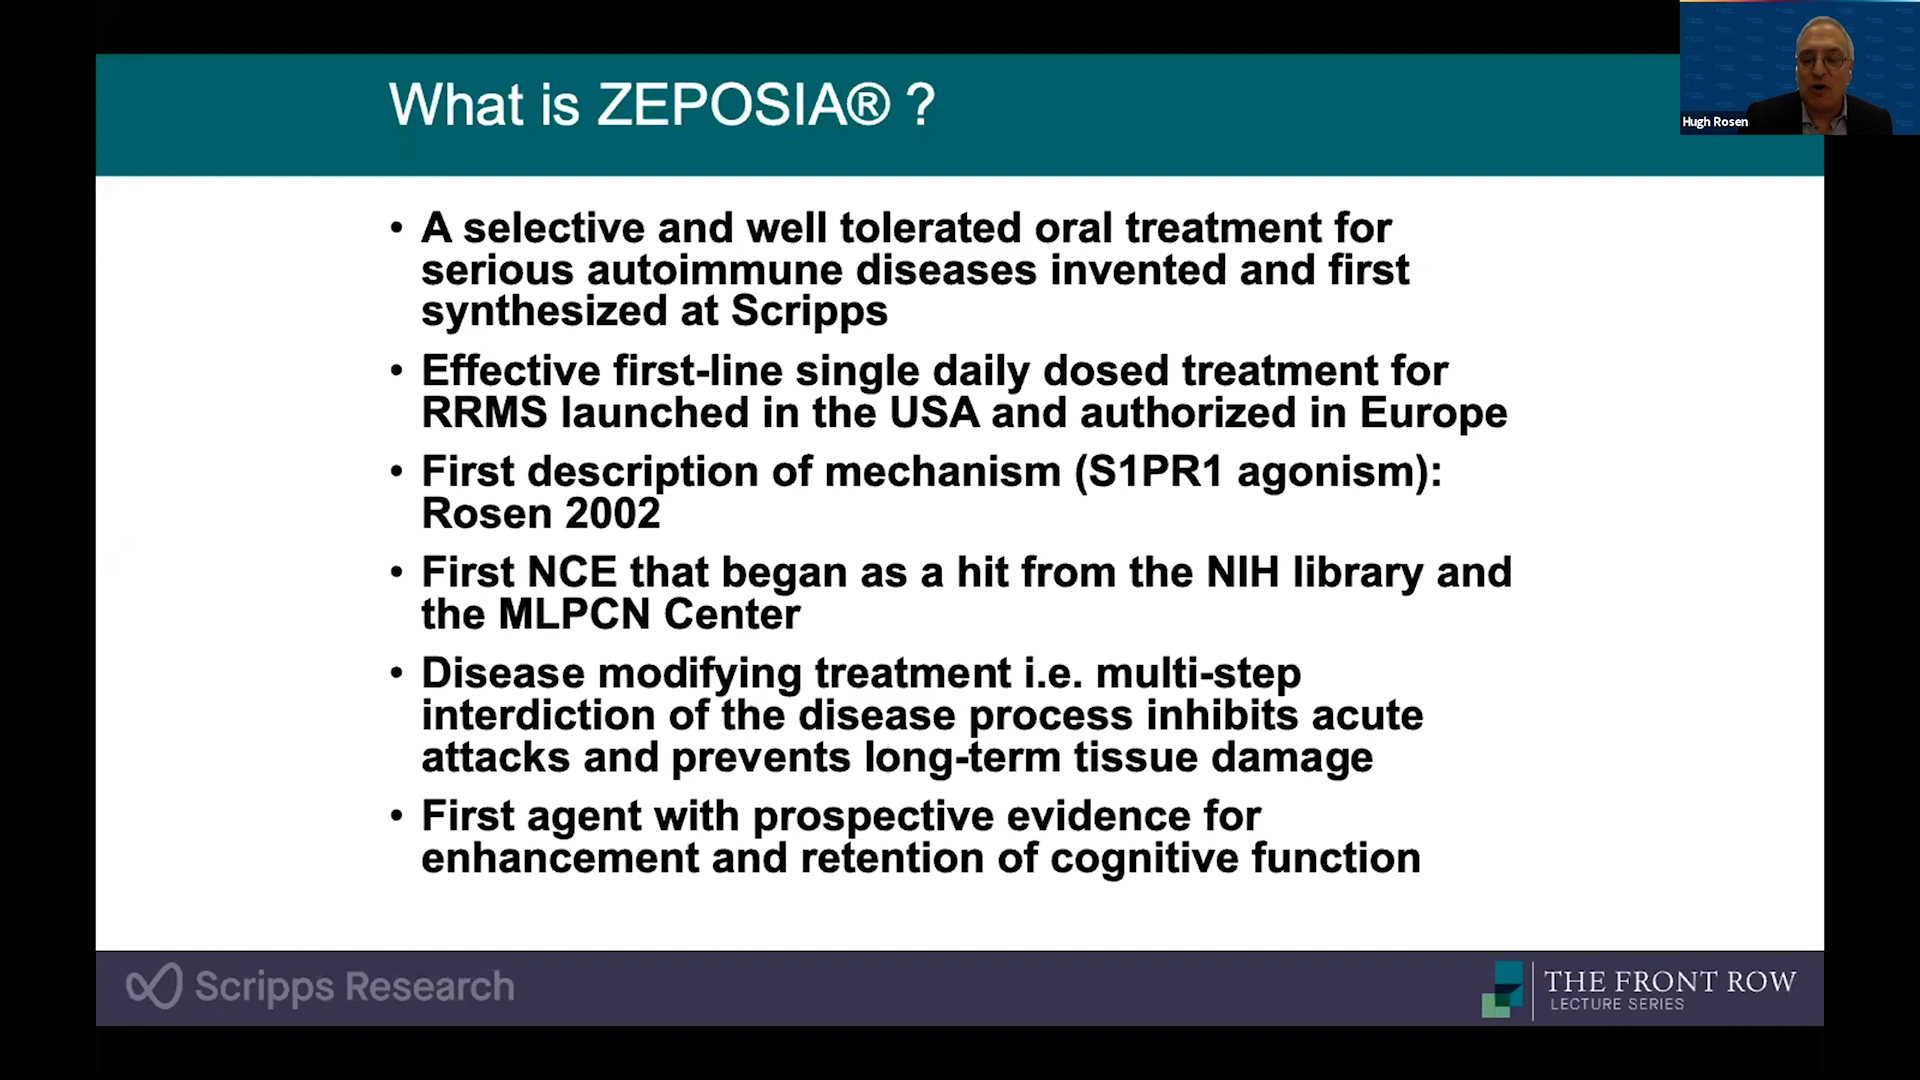 What is ZEPOSIA® ?
Hugh Rosen
• A selective and well tolerated oral treatment for
serious autoimmune diseases invented and first
synthesized at Scripps
• Effective first-line single daily dosed treatment for
RRMS launched in the USA and authorized in Europe
• First description of mechanism (S1PR1 agonism):
Rosen 2002
• First NCE that began as a hit from the NIH library and
the MLPCN Center
• Disease modifying treatment i.e. multi-step
interdiction of the disease process inhibits acute
attacks and prevents long-term tissue damage
• First agent with prospective evidence for
enhancement and retention of cognitive function
Scripps Research
THE FRONT ROW
LECTURE SERIES